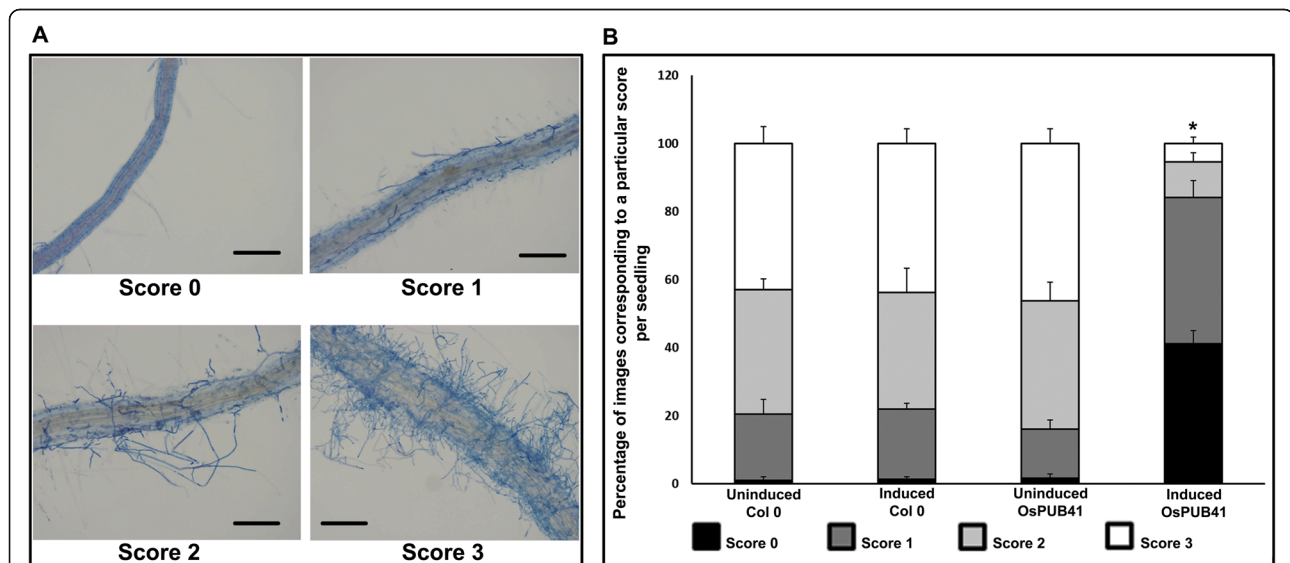 A
Score 0
Score 1
Score 2
Score 3
B
Percentage of images corresponding to a particular score
per seedling
120
100
80
60
40
20
0
*
Uninduced
Col 0
Induced
Col 0
Uninduced
OsPUB41
Induced
OsPUB41
Score 0
Score 1
Score 2
Score 3